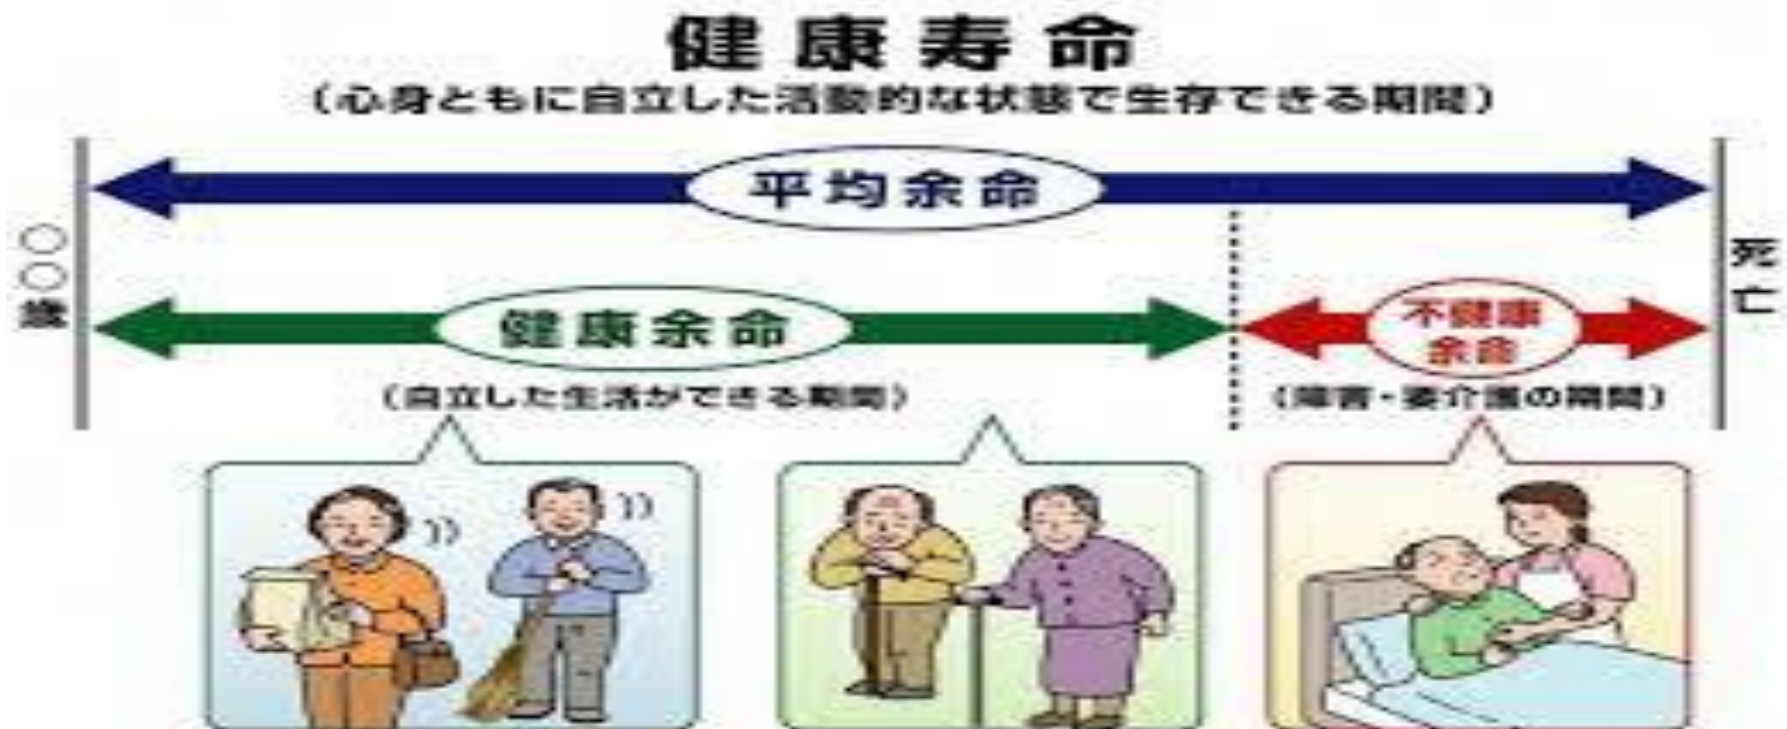 健康寿命
（心身ともに自立した活動的な状態で生存できる期間）
平均余命
○○歳
死亡
健康余命
不健康
余命
（自立した生活ができる期間）
（障害・要介護の期間）